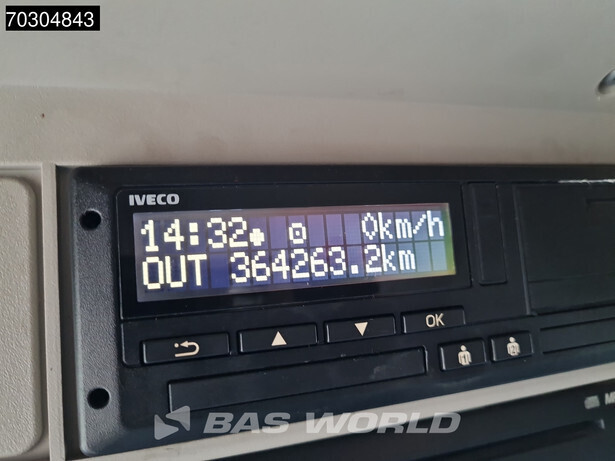 70304843
IVECO
14:32 0km/h
OUT 364263.2km
OK
BAS WORLD